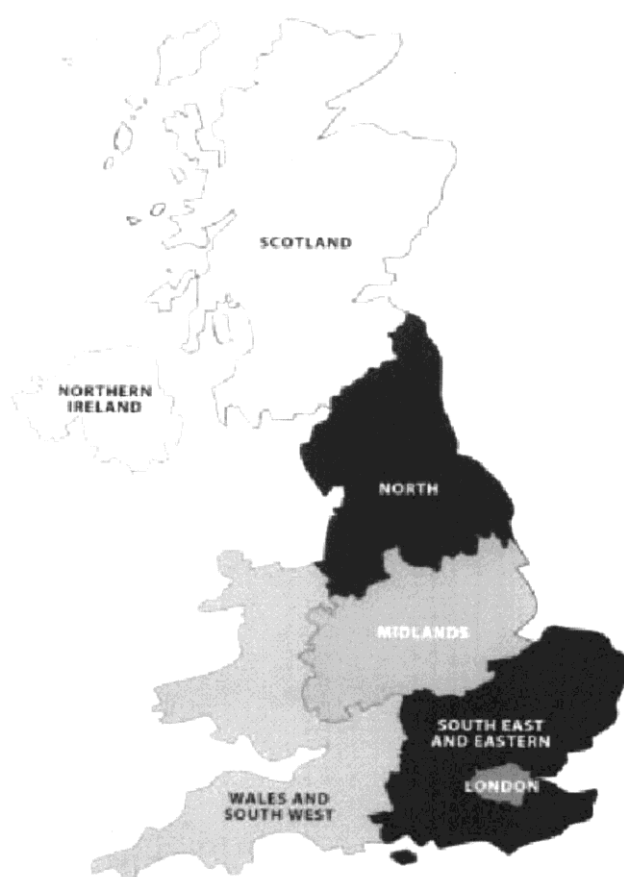 SCOTLAND
NORTHERN
IRELAND
NORTH
MIDLANDS
SOUTH EAST
AND EASTERN
LONDON
WALES AND
SOUTH WEST